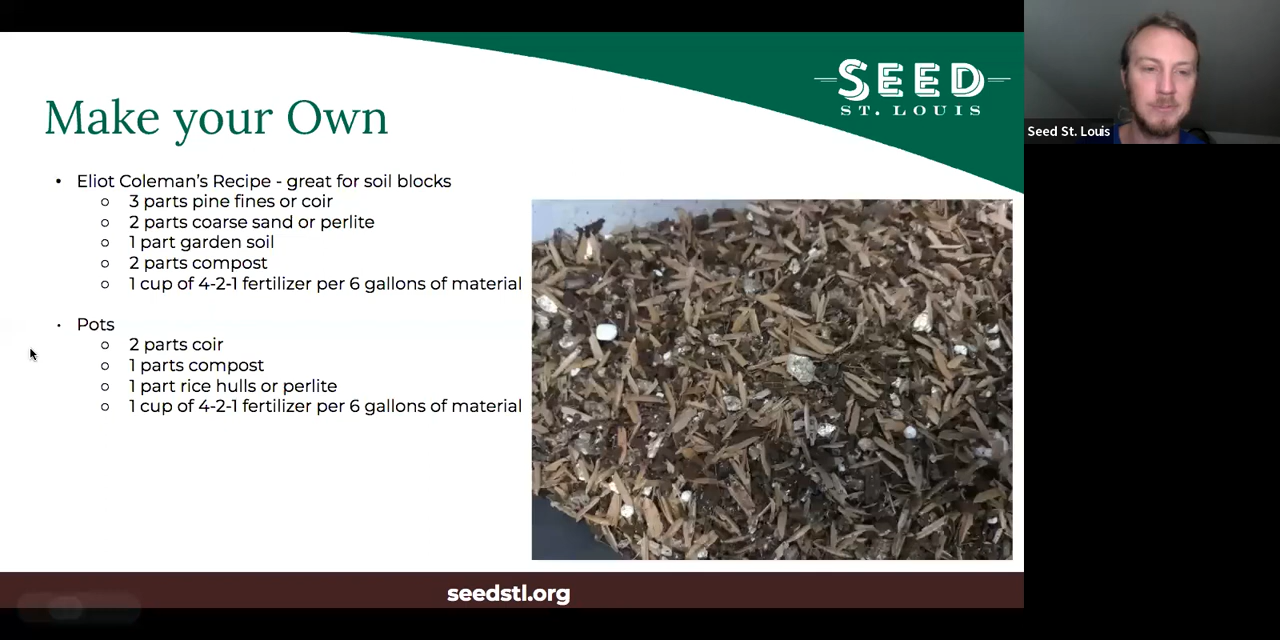 SEED
ST. LOUIS
Make your Own
• Eliot Coleman's Recipe - great for soil blocks
○ 3 parts pine fines or coir
○ 2 parts coarse sand or perlite
○ 1 part garden soil
○ 2 parts compost
○ 1 cup of 4-2-1 fertilizer per 6 gallons of material
• Pots
○ 2 parts coir
○ 1 parts compost
○ 1 part rice hulls or perlite
○ 1 cup of 4-2-1 fertilizer per 6 gallons of material
seedstl.org
Seed St. Louis